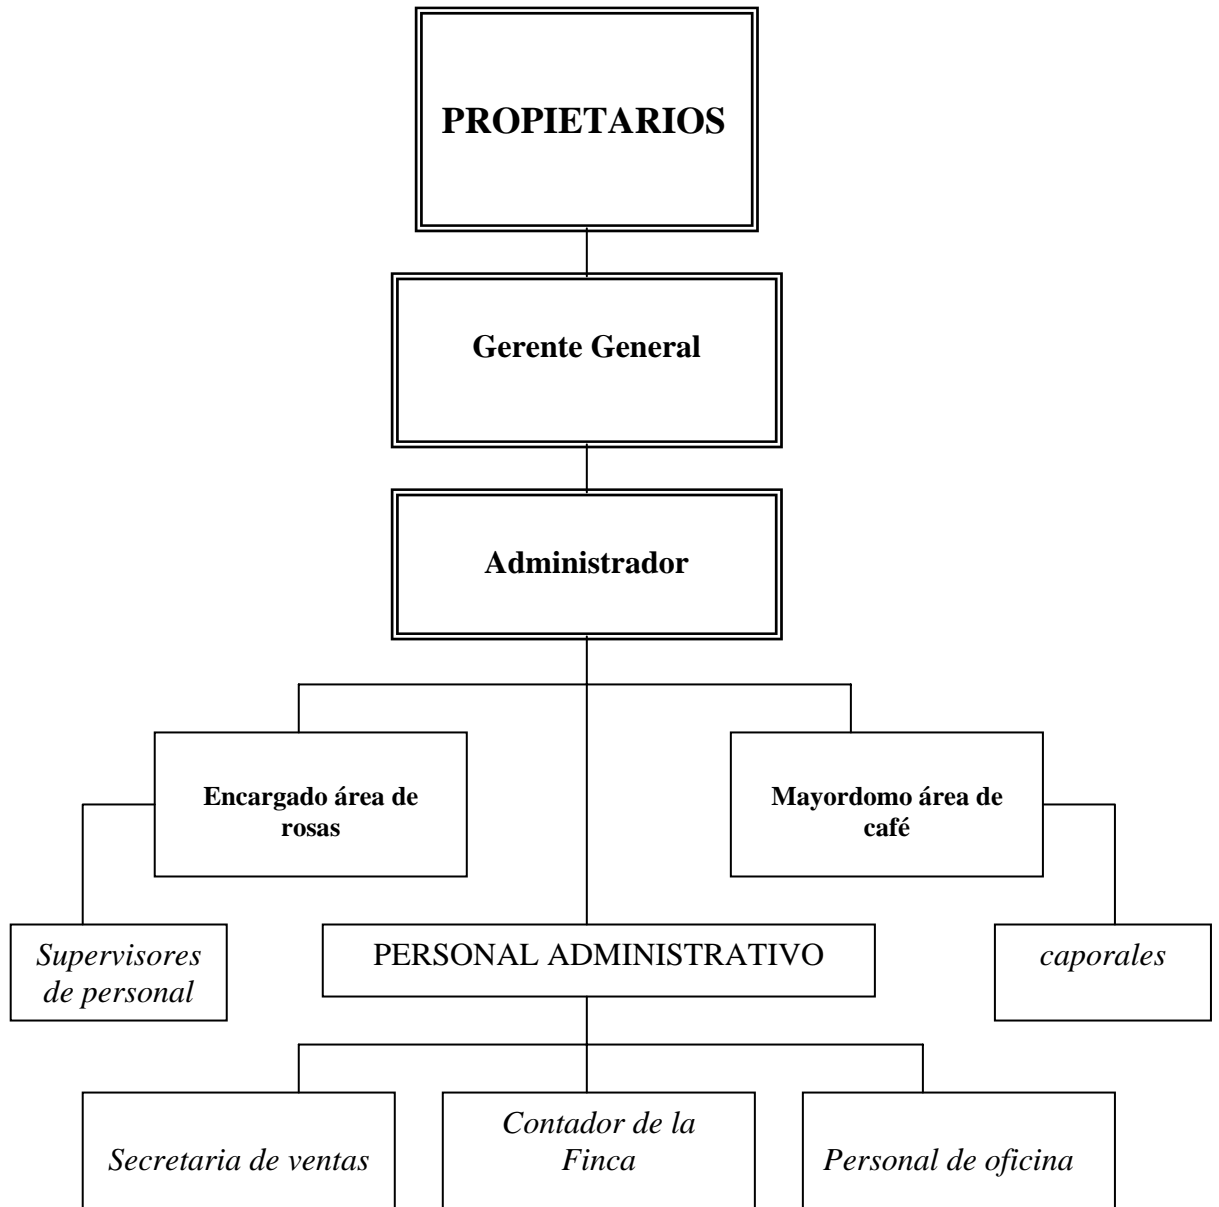 PROPIETARIOS
Gerente General
Administrador
Encargado área de
rosas
Mayordomo área de
café
Supervisores
de personal
PERSONAL ADMINISTRATIVO
caporales
Secretaria de ventas
Contador de la
Finca
Personal de oficina